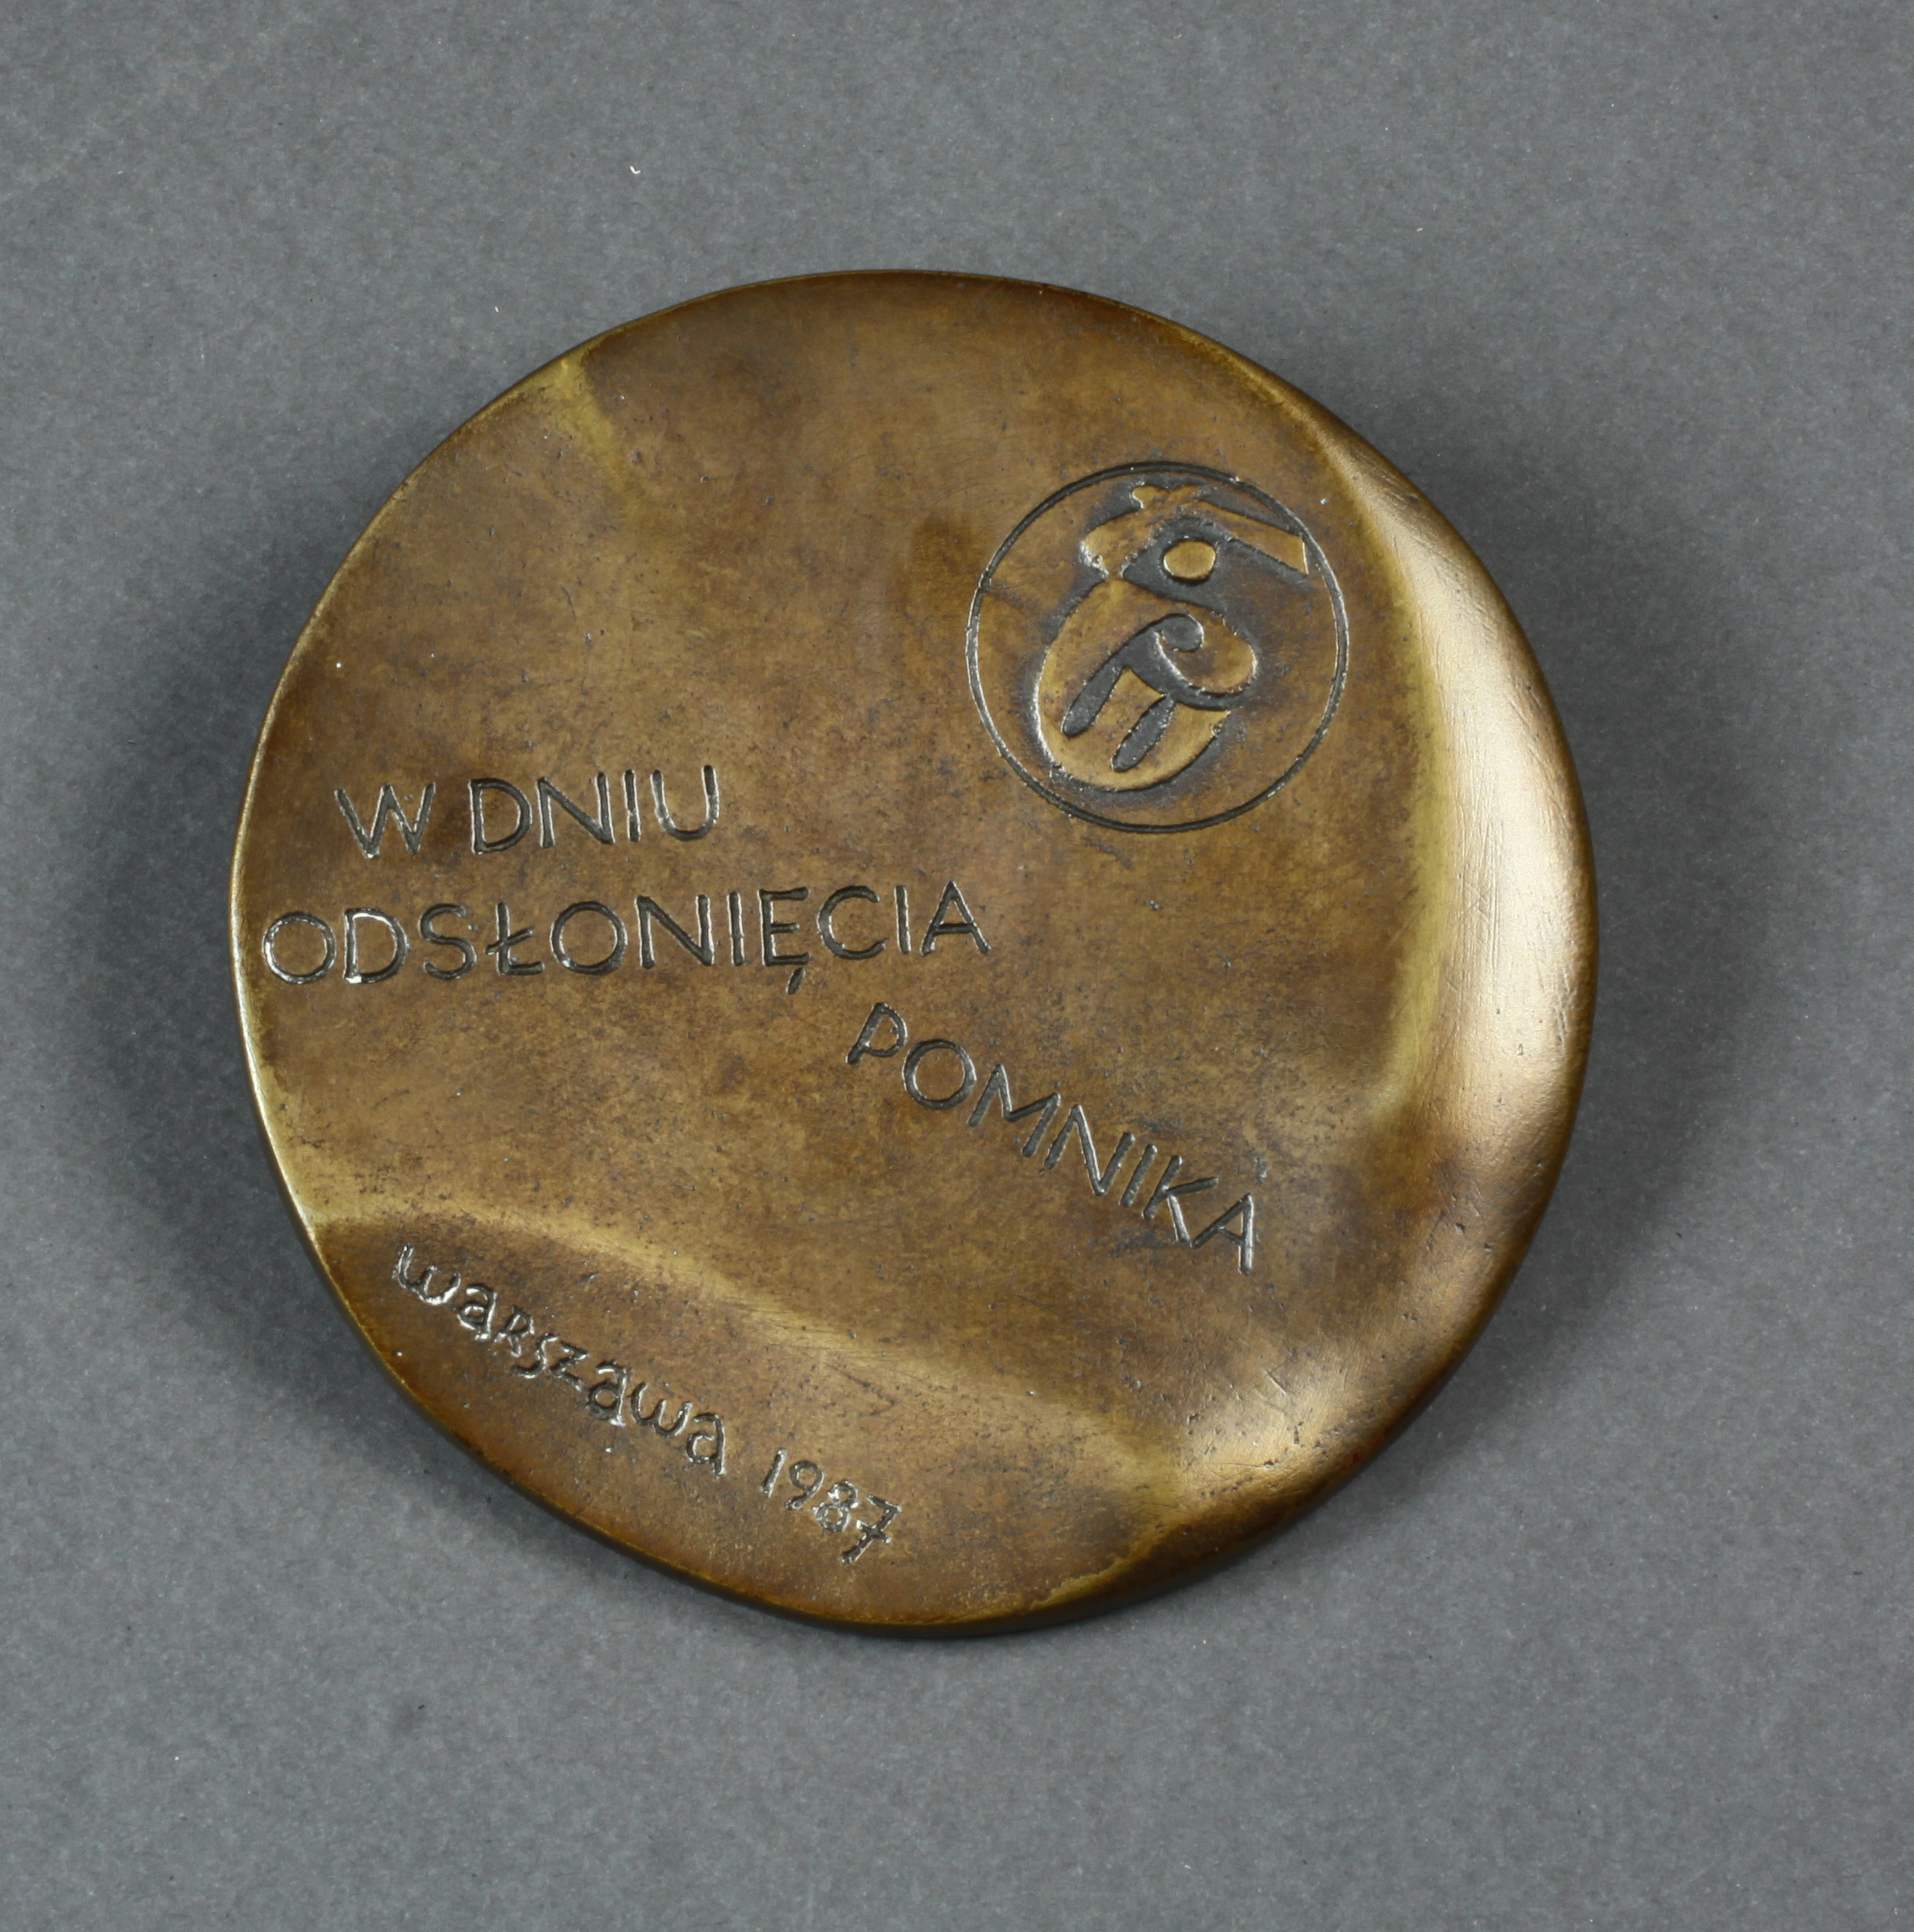 W DNIU
ODSŁONIĘCIA
POMNIKA
WARSZAWA 1987